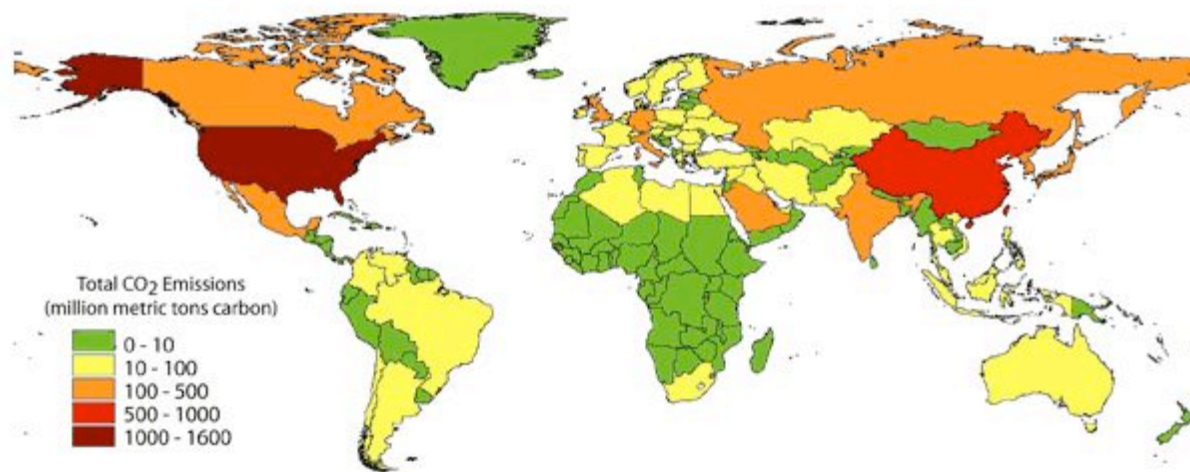 Total CO₂ Emissions
(million metric tons carbon)
0 - 10
10 - 100
100 - 500
500 - 1000
1000 - 1600